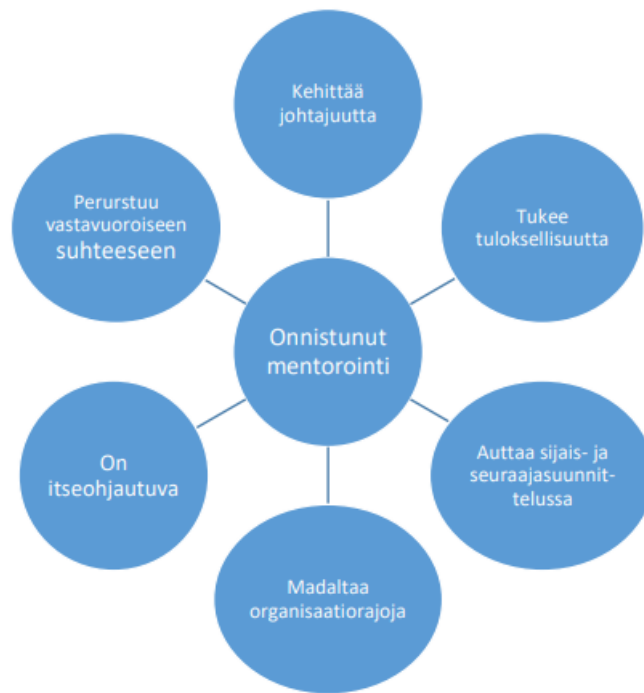 Kehittää
johtajuutta
Perurstuu
vastavuoroiseen
suhteeseen
Tukee
tuloksellisuutta
Onnistunut
mentorointi
On
itseohjautuva
Auttaa sijais- ja
seuraajasuunnit-
telussa
Madaltaa
organisaatiorajoja